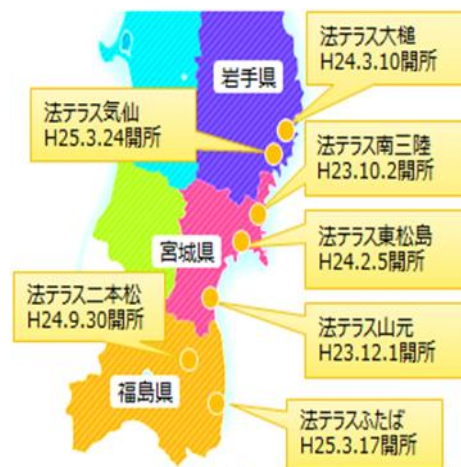 法テラス大槌
H24.3.10開所
岩手県
法テラス気仙
H25.3.24開所
法テラス南三陸
H23.10.2開所
宮城県
法テラス東松島
H24.2.5開所
法テラス二本松
H24.9.30開所
法テラス山元
H23.12.1開所
福島県
法テラスふたば
H25.3.17開所